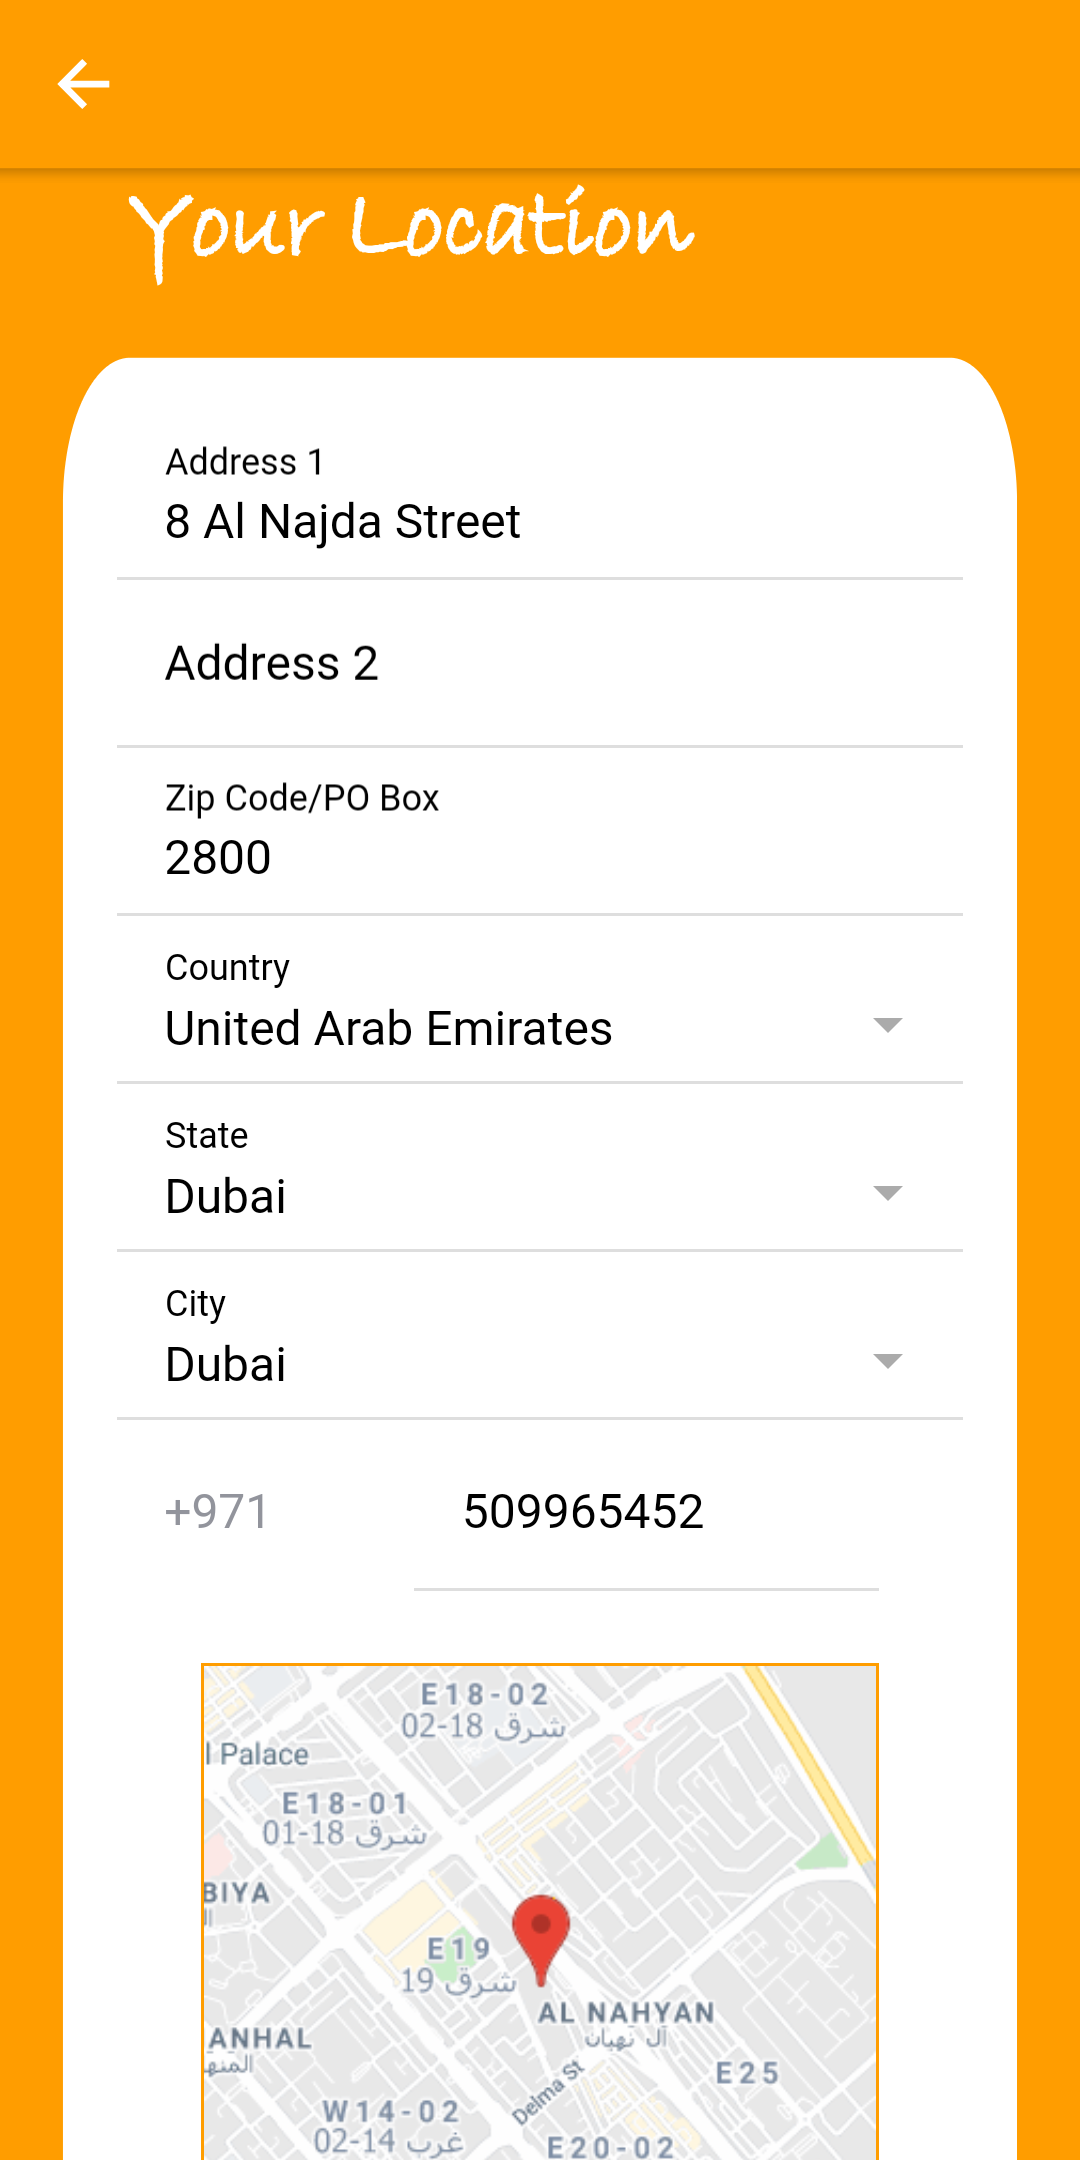 Your Location
Address 1
8 Al Najda Street
Address 2
Zip Code/PO Box
2800
Country
United Arab Emirates
State
Dubai
City
Dubai
+971 509965452
E18-02
شرق 18-02
l Palace
E18-01
شرق 18-01
BIYA
E19
شرق 19
AL NAHYAN
آل نهيان
ANHAL
المنه
E25
Delma St
W14-02
غرب 14-02
E20-02